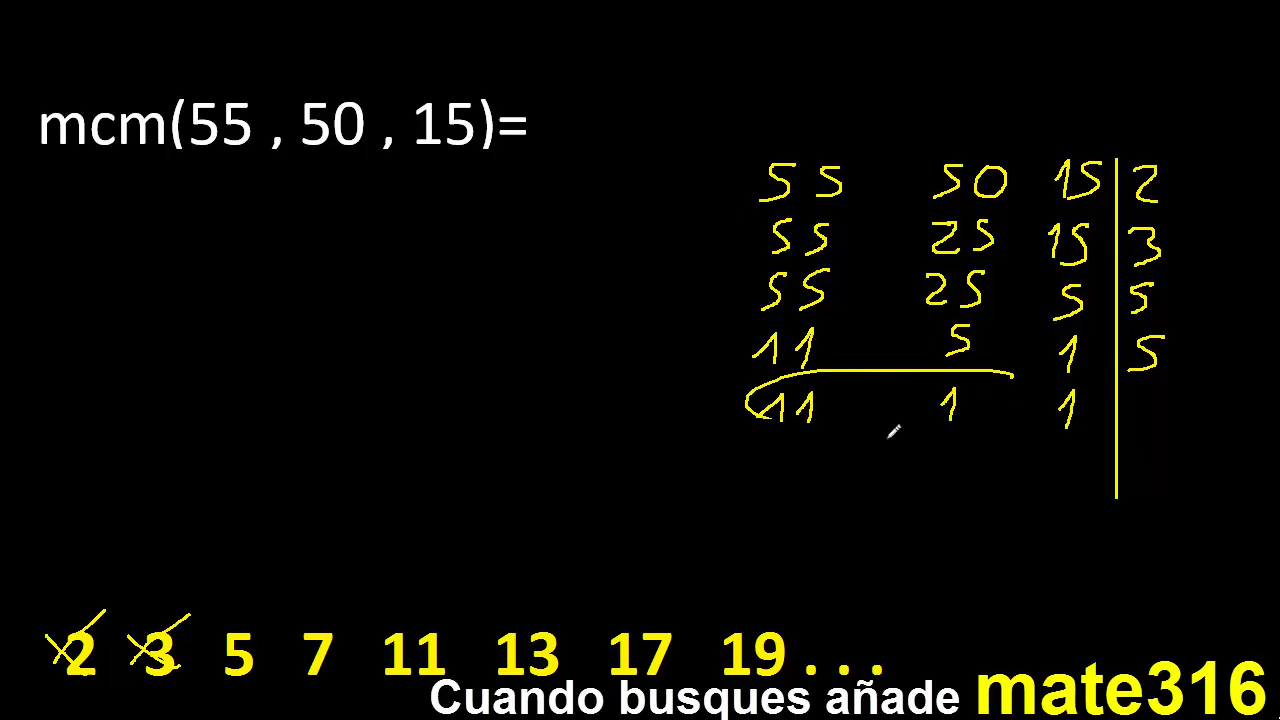 mcm(55 , 50 , 15)=
55 50 15 2
55 25 15 3
55 25 5 5
11 5 1 5
11 1 1
2 3 5 7 11 13 17 19 . . .
Cuando busques añade mate316